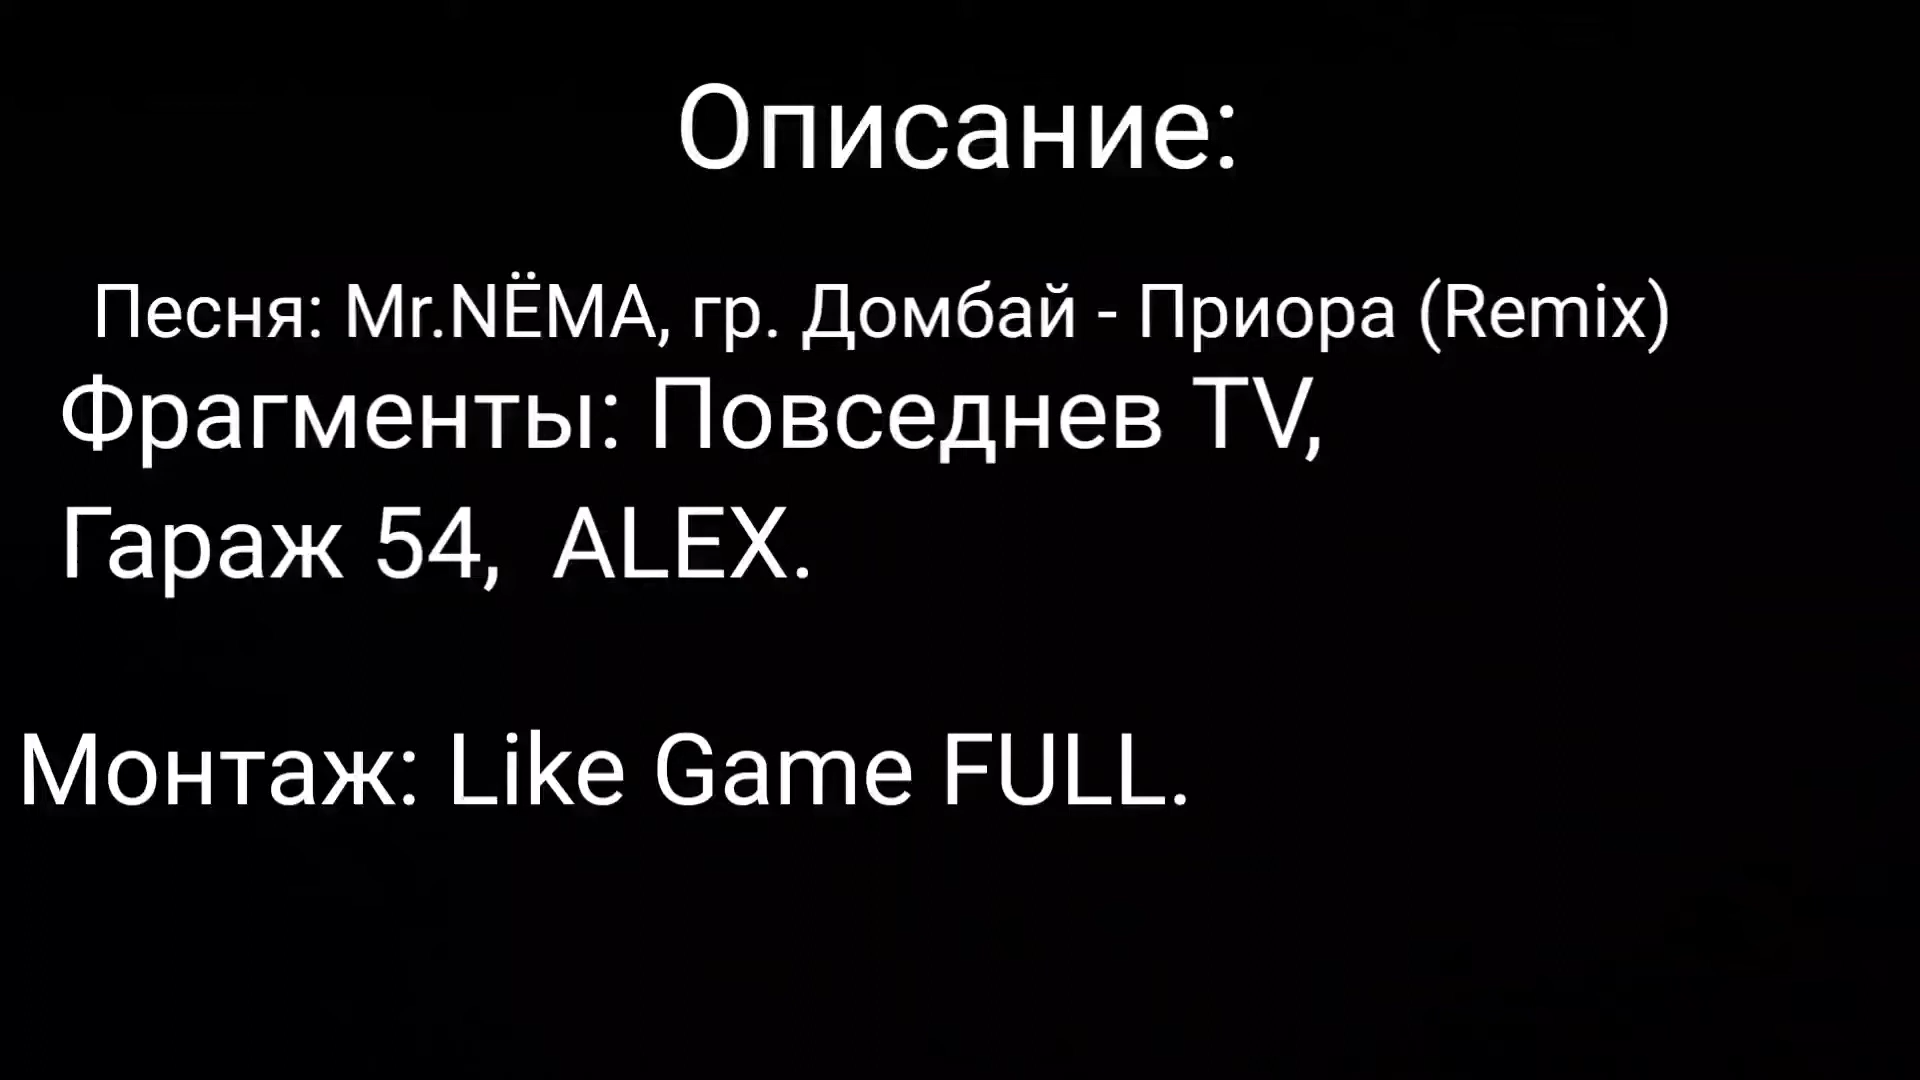 Описание:
Песня: Mr.NЁMA, гр. Домбай - Приора (Remix)
Фрагменты: Повседнев TV,
Гараж 54,  ALEX.
Монтаж: Like Game FULL.